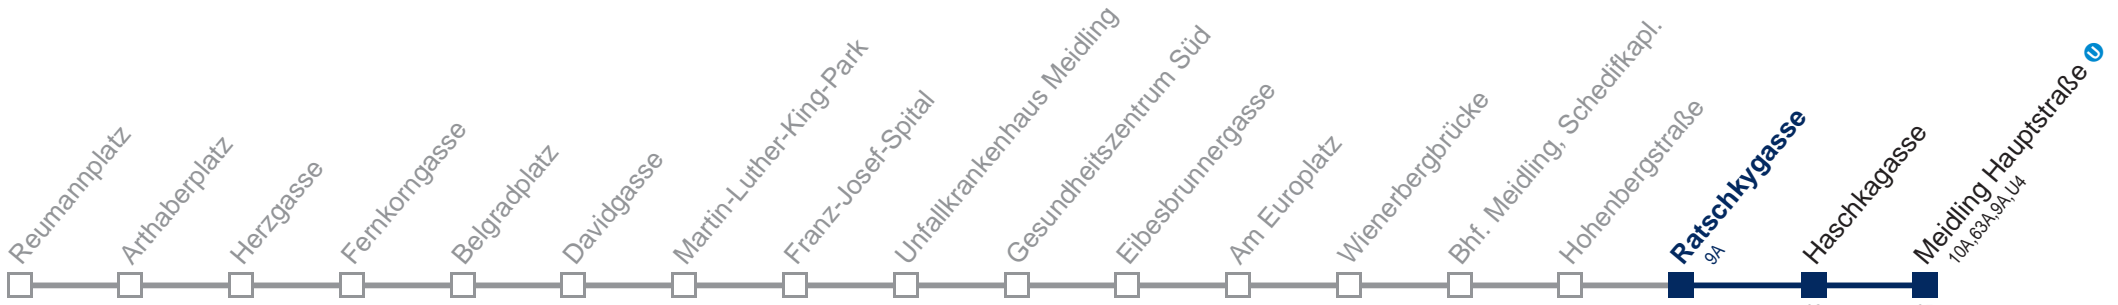 Reumannplatz
Arthaberplatz
Herzgasse
Fernkorngasse
Belgradplatz
Davidgasse
Martin-Luther-King-Park
Franz-Josef-Spital
Unfallkrankenhaus Meidling
Gesundheitszentrum Süd
Eibesbrunnergasse
Am Europlatz
Wienerbergbrücke
Bhf. Meidling, Schedifkapl.
Hohenbergstraße
Ratschkygasse
9A
Haschkagasse
Meidling Hauptstraße U
10A,63A,9A,U4